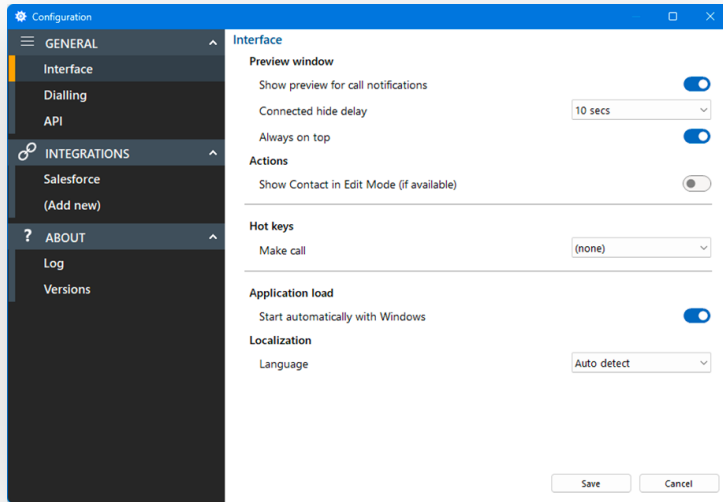 Configuration
GENERAL
Interface
Dialling
API
INTEGRATIONS
Salesforce
(Add new)
? ABOUT
Log
Versions
Interface
Preview window
Show preview for call notifications
Connected hide delay 10 secs
Always on top
Actions
Show Contact in Edit Mode (if available)
Hot keys
Make call (none)
Application load
Start automatically with Windows
Localization
Language Auto detect
Save Cancel